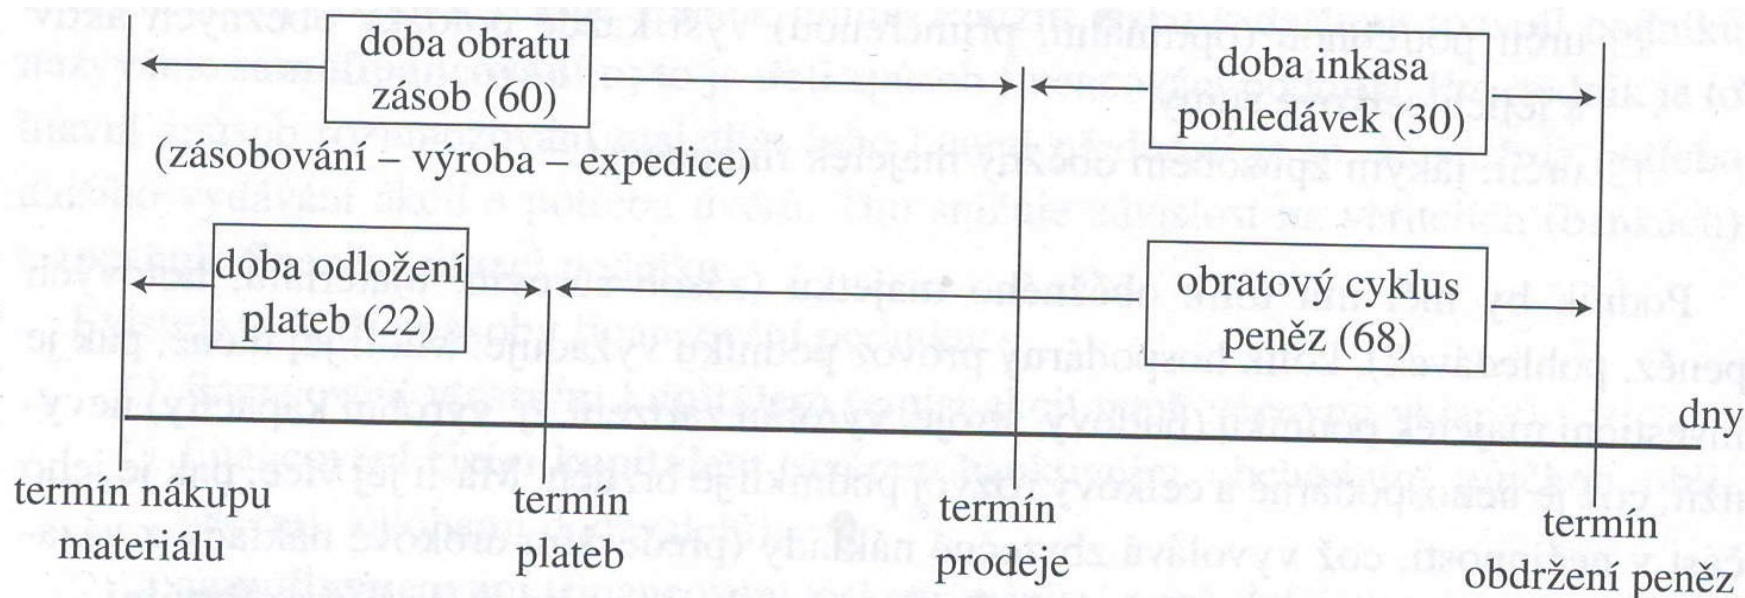 doba obratu
zásob (60)
doba inkasa
pohledávek (30)
(zásobování – výroba – expedice)
doba odložení
plateb (22)
obratový cyklus
peněz (68)
dny
termín nákupu
materiálu
termín
plateb
termín
prodeje
termín
obdržení peněz